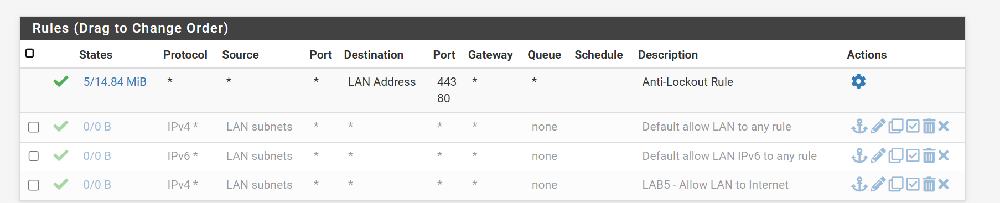 Rules (Drag to Change Order)
States Protocol Source Port Destination Port Gateway Queue Schedule Description Actions
5/14.84 MiB * * * LAN Address 443 * * Anti-Lockout Rule
80
0/0 B IPv4 * LAN subnets * * * * none Default allow LAN to any rule
0/0 B IPv6 * LAN subnets * * * * none Default allow LAN IPv6 to any rule
0/0 B IPv4 * LAN subnets * * * * none LAB5 - Allow LAN to Internet